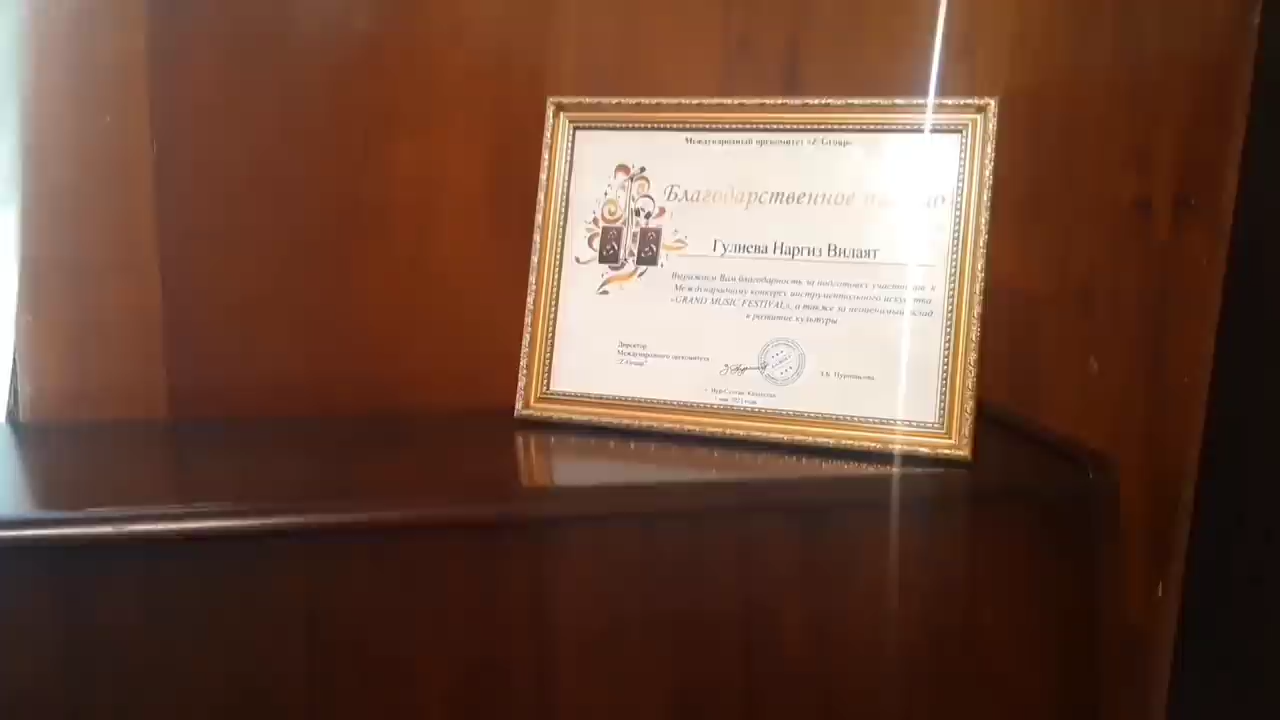 Международный оргкомитет «Z Group»
Благодарственное письмо
Гулиева Наргиз Вилаят
Выражаем Вам благодарность за подготовку участников к
Международному конкурсу инструментального искусства
«GRAND MUSIC FESTIVAL», а также за неоценимый вклад
в развитие культуры
Директор
Международного оргкомитета
"Z Group"
г. Нур-Султан, Казахстан